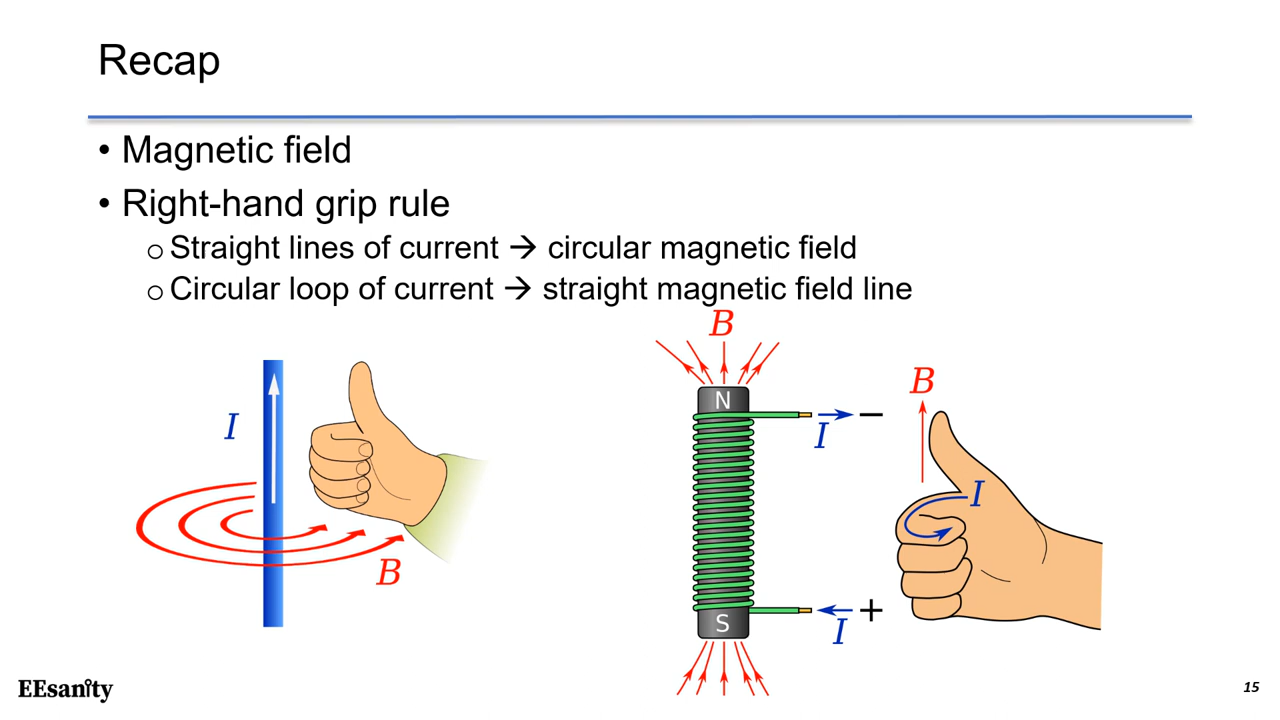 Recap
• Magnetic field
• Right-hand grip rule
o Straight lines of current → circular magnetic field
o Circular loop of current → straight magnetic field line
I
B
B
N
I −
S
I +
B
I
EEsanity
15